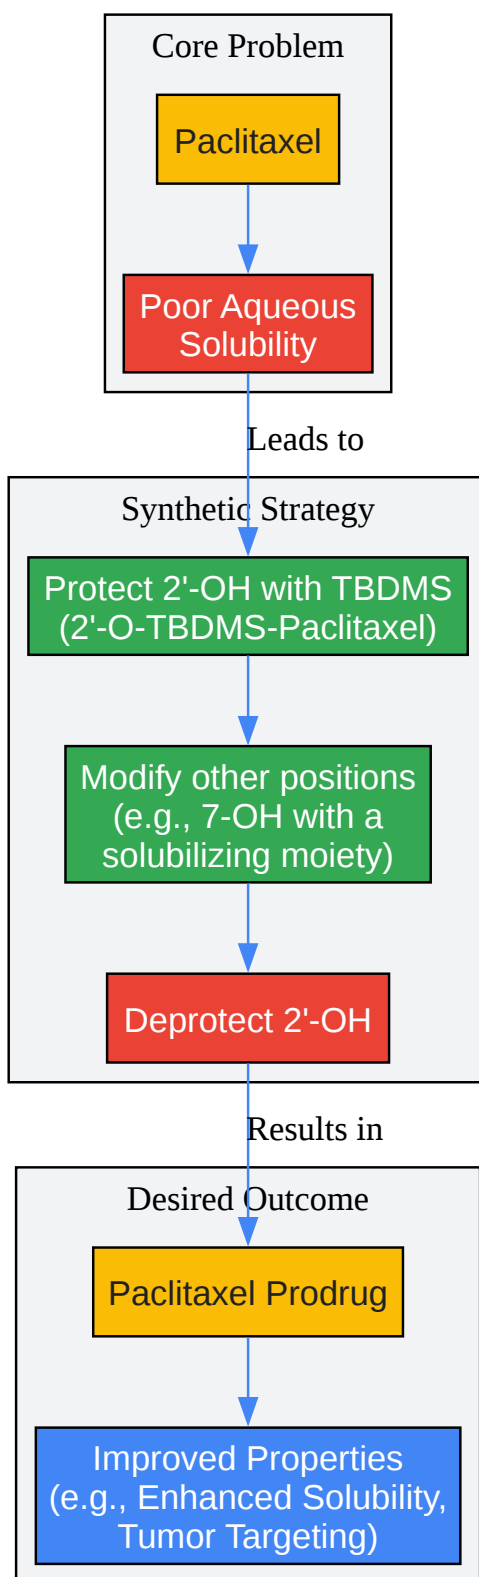 Core Problem
Paclitaxel
Poor Aqueous
Solubility
Leads to
Synthetic Strategy
Protect 2'-OH with TBDMS
(2'-O-TBDMS-Paclitaxel)
Modify other positions
(e.g., 7-OH with a
solubilizing moiety)
Deprotect 2'-OH
Results in
Desired Outcome
Paclitaxel Prodrug
Improved Properties
(e.g., Enhanced Solubility,
Tumor Targeting)